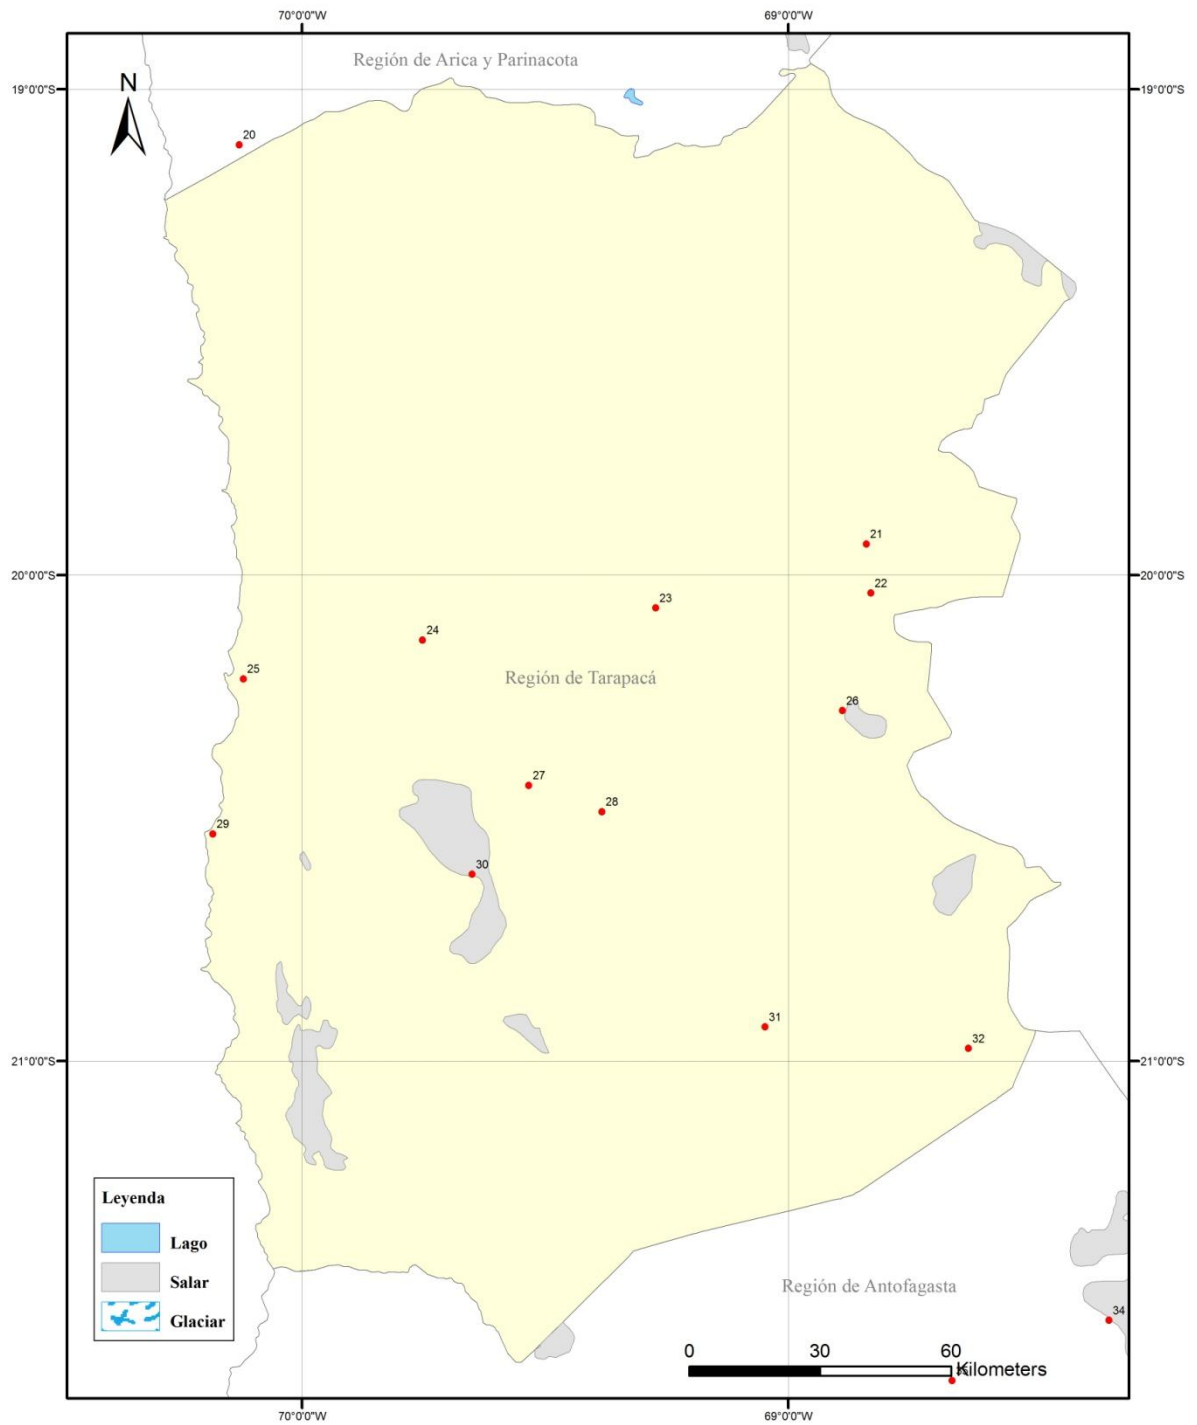 70°0'0"W
69°0'0"W
Región de Arica y Parinacota
19°0'0"S
19°0'0"S
N
20
21
20°0'0"S
20°0'0"S
22
23
24
Región de Tarapacá
25
26
27
28
29
30
31
32
21°0'0"S
21°0'0"S
Leyenda
Lago
Salar
Glaciar
Región de Antofagasta
34
0 30 60
Kilometers
70°0'0"W
69°0'0"W